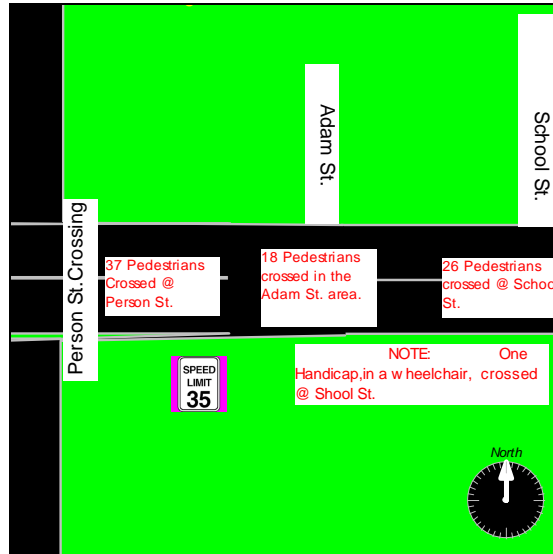 Adam St.
School St.
Person St.Crossing
37 Pedestrians
Crossed @
Person St.
18 Pedestrians
crossed in the
Adam St. area.
26 Pedestrians
crossed @ Schoo
St.
NOTE: One
Handicap,in a wheelchair, crossed
@ Shool St.
SPEED
LIMIT
35
North